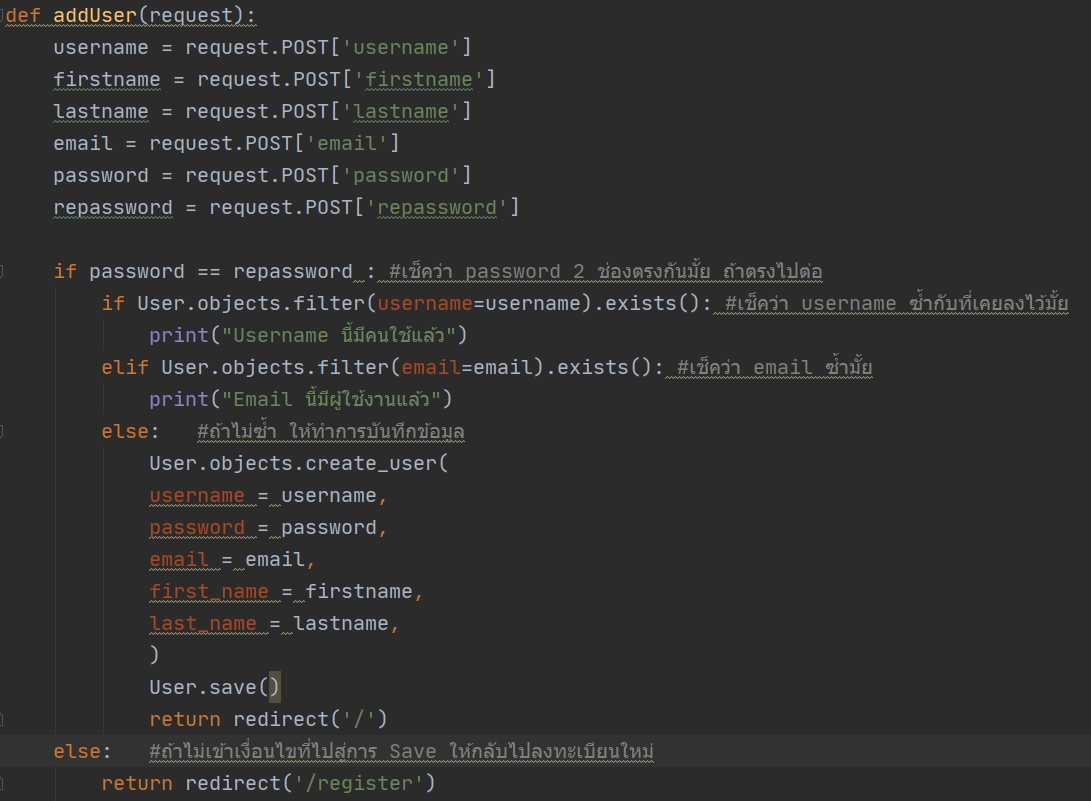 def addUser(request):
    username = request.POST['username']
    firstname = request.POST['firstname']
    lastname = request.POST['lastname']
    email = request.POST['email']
    password = request.POST['password']
    repassword = request.POST['repassword']

    if password == repassword : #เช็คว่า password 2 ช่องตรงกันมั้ย ถ้าตรงไปต่อ
        if User.objects.filter(username=username).exists(): #เช็คว่า username ซ้ำกับที่เคยลงไว้มั้ย
            print("Username นี้มีคนใช้แล้ว")
        elif User.objects.filter(email=email).exists(): #เช็คว่า email ซ้ำมั้ย
            print("Email นี้มีผู้ใช้งานแล้ว")
        else:   #ถ้าไม่ซ้ำ ให้ทำการบันทึกข้อมูล
            User.objects.create_user(
            username = username,
            password = password,
            email = email,
            first_name = firstname,
            last_name = lastname,
            )
            User.save()
            return redirect('/')
    else:   #ถ้าไม่เข้าเงื่อนไขที่ไปสู่การ Save ให้กลับไปลงทะเบียนใหม่
        return redirect('/register')